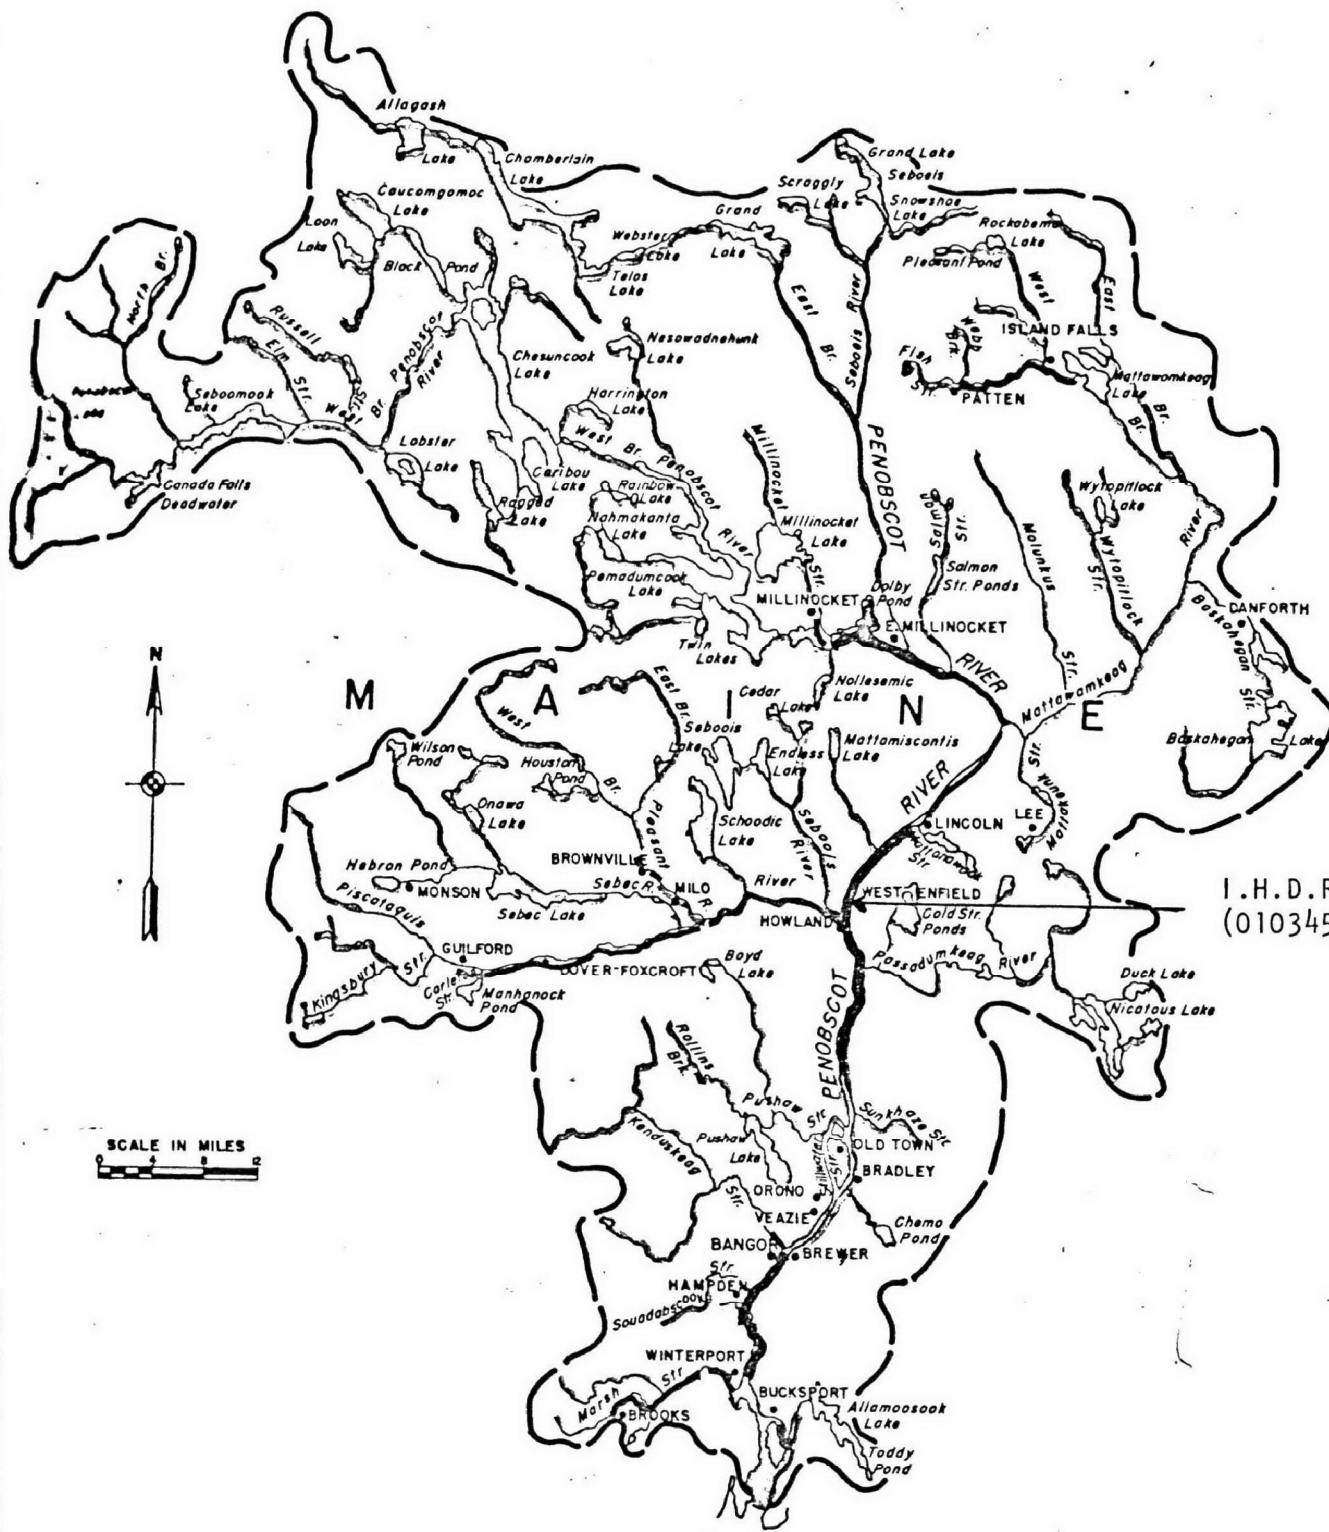 Allagash
Lake
Chamberlain
Lake
Grand Lake
Seboeis
Scraggly
Lake
Snowshoe
Lake
Caucomgomoc
Lake
Loon
Lake
Grand
Lake
Webster
Lake
Telos
Lake
Rockabema
Lake
Pleasant Pond
North
Br.
Black
Pond
West
East
East
Br.
Seboeis
River
Russell
Str.
Elm
Str.
Penobscot
River
Br.
West
Nesowadnehunk
Lake
Chesuncook
Lake
Webb
Brk.
ISLAND FALLS
Fish
Str.
PATTEN
Mattawamkeag
Lake
Br.
Br.
Seboomook
Lake
Harrington
Lake
Lobster
Lake
West
Br.
Penobscot
River
Millinocket
Str.
PENOBSCOT
Canada Falls
Deadwater
Caribou
Lake
Ragged
Lake
Rainbow
Lake
Nahmakanta
Lake
Millinocket
Lake
Salmon
Str.
Salmon
Str. Ponds
Molunkus
Str.
Wytopitlock
Lake
Wytopitlock
Str.
River
Pemadumcook
Lake
MILLINOCKET
Dolby
Pond
E. MILLINOCKET
Baskahegan
Str.
DANFORTH
Twin
Lakes
RIVER
Mattawamkeag
N
M A I N E
Nollesemic
Lake
Cedar
Lake
East
Br.
West
Br.
Seboois
Lake
Endless
Lake
Mattamiscontis
Lake
Baskahegan
Lake
Wilson
Pond
Houston
Pond
Onawa
Lake
Pleasant
R.
Schoodic
Lake
Seboois
River
RIVER
LINCOLN
LEE
Mattakeunk
Str.
Mattanawcook
Str.
Hebron Pond
BROWNVILLE
MONSON
Sebec R.
MILO
River
Sebec Lake
Piscataquis
HOWLAND
WEST ENFIELD
Cold Str.
Ponds
I.H.D.
(010345
GUILFORD
DOVER-FOXCROFT
Boyd
Lake
Passadumkeag
River
Kingsbury
Str.
Str.
Manhanock
Pond
Duck Lake
Nicatous Lake
PENOBSCOT
Rollins
Brk.
Pushaw
Str.
Sunkhaze Str.
Kenduskeag
Str.
Pushaw
Lake
Stillwater
Str.
OLD TOWN
BRADLEY
ORONO
VEAZIE
Chemo
Pond
SCALE IN MILES
0 4 8 12
BANGOR
BREWER
Str.
HAMPDEN
WINTERPORT
Marsh
Str.
BROOKS
BUCKSPORT
Allamoosook
Lake
Toddy
Pond